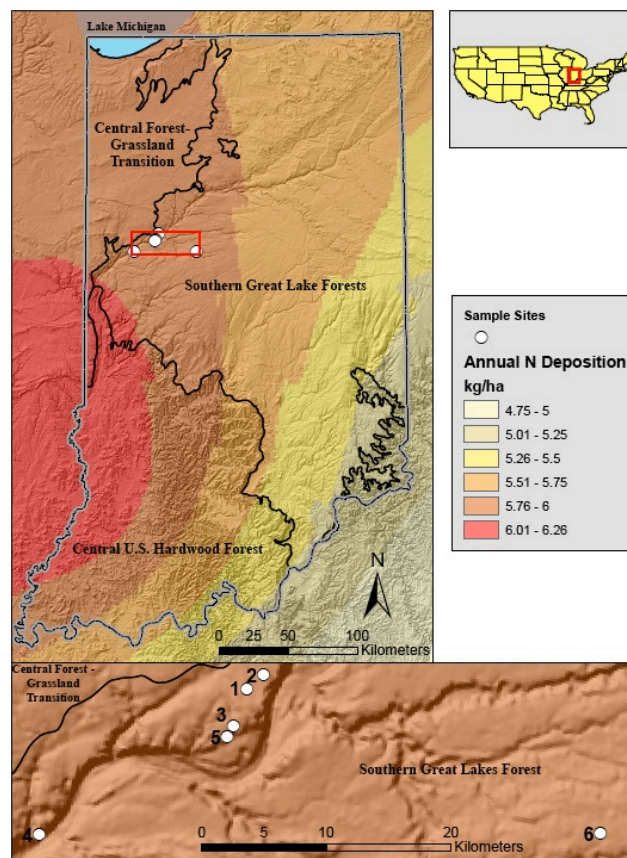 Lake Michigan
Central Forest-
Grassland
Transition
Southern Great Lake Forests
Central U.S. Hardwood Forest
N
0 25 50 100
Kilometers
Sample Sites
Annual N Deposition
kg/ha
4.75 - 5
5.01 - 5.25
5.26 - 5.5
5.51 - 5.75
5.76 - 6
6.01 - 6.26
Central Forest -
Grassland
Transition
2
1
3
5
Southern Great Lakes Forest
4
6
0 5 10 20
Kilometers